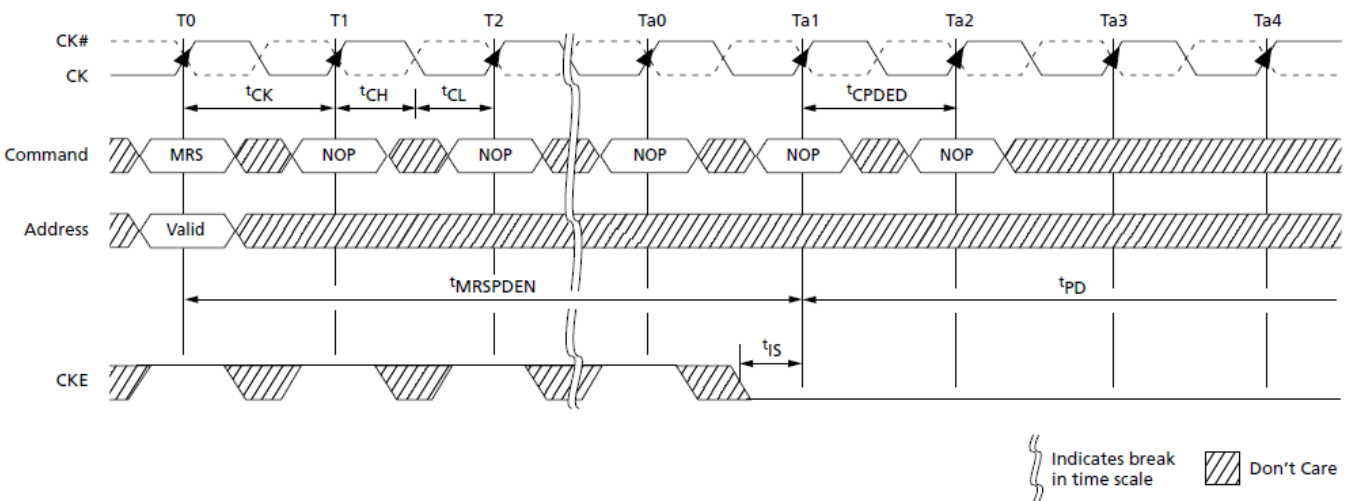 T0 T1 T2 Ta0 Ta1 Ta2 Ta3 Ta4
CK#
CK
tCK tCH tCL tCPDED
Command MRS NOP NOP NOP NOP NOP
Address Valid
tMRSPDEN tPD
tIS
CKE
Indicates break
in time scale
Don't Care